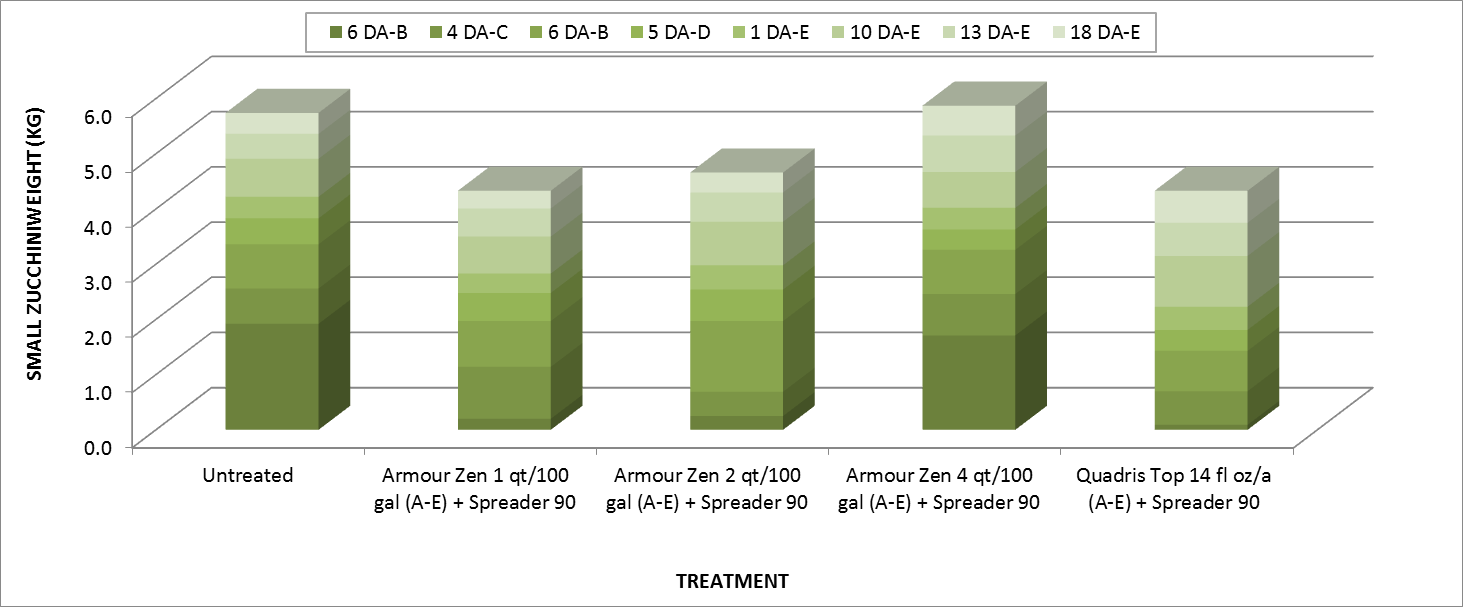 6 DA-B 4 DA-C 6 DA-B 5 DA-D 1 DA-E 10 DA-E 13 DA-E 18 DA-E
SMALL ZUCCHINIWEIGHT (KG)
6.0
5.0
4.0
3.0
2.0
1.0
0.0
Untreated
Armour Zen 1 qt/100
gal (A-E) + Spreader 90
Armour Zen 2 qt/100
gal (A-E) + Spreader 90
Armour Zen 4 qt/100
gal (A-E) + Spreader 90
Quadris Top 14 fl oz/a
(A-E) + Spreader 90
TREATMENT